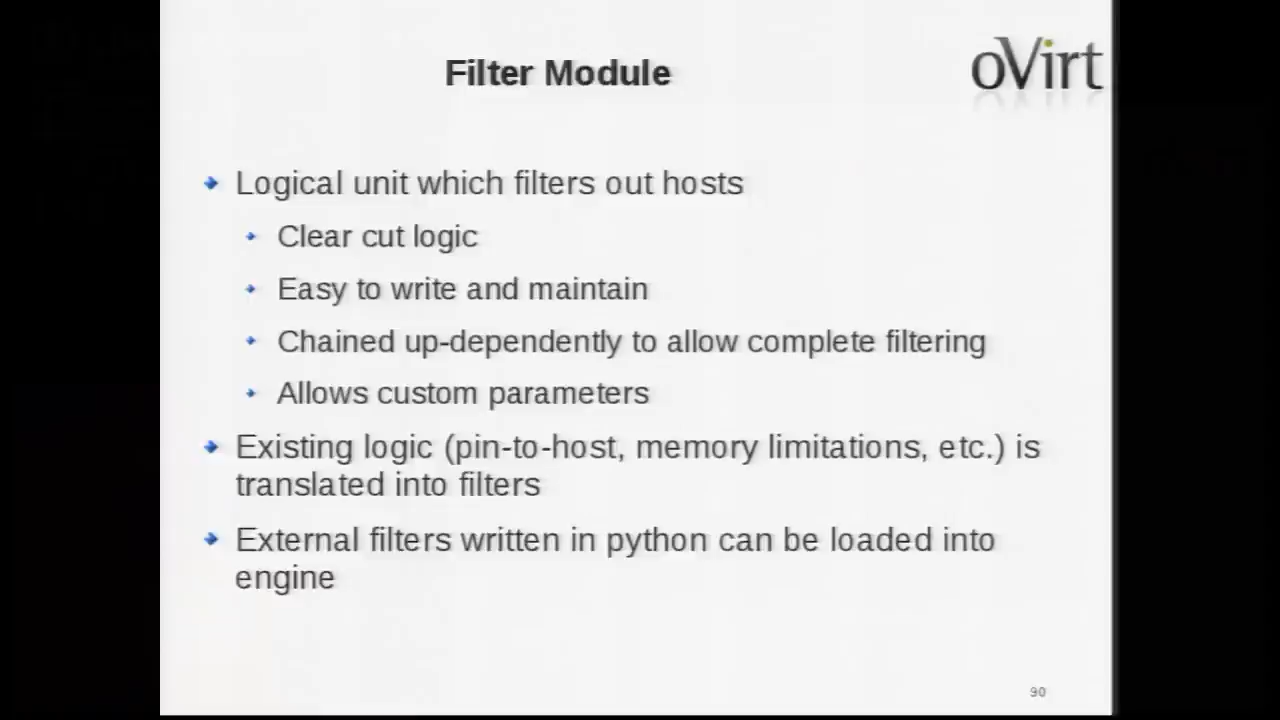 Filter Module
oVirt
Logical unit which filters out hosts
Clear cut logic
Easy to write and maintain
Chained up-dependently to allow complete filtering
Allows custom parameters
Existing logic (pin-to-host, memory limitations, etc.) is
translated into filters
External filters written in python can be loaded into
engine
90